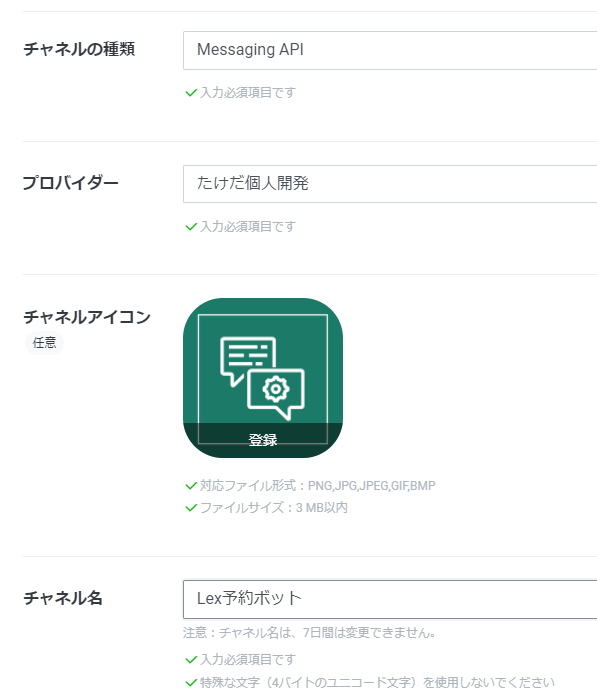 チャネルの種類
Messaging API
入力必須項目です
プロバイダー
たけだ個人開発
入力必須項目です
チャネルアイコン
任意
登録
対応ファイル形式：PNG,JPG,JPEG,GIF,BMP
ファイルサイズ：3 MB以内
チャネル名
Lex予約ボット
注意：チャネル名は、7日間は変更できません。
入力必須項目です
特殊な文字（4バイトのユニコード文字）を使用しないでください